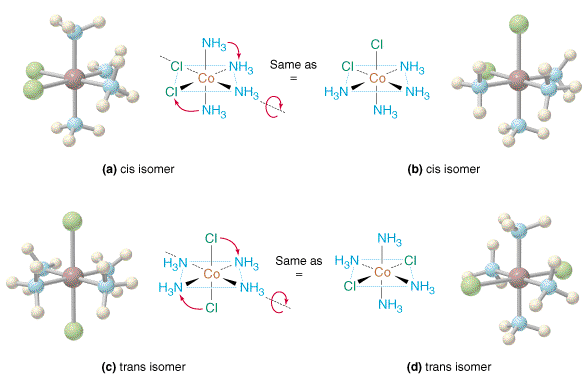 NH3
Cl
NH3
Co
Cl
NH3
NH3
Same as
=
Cl
Cl
NH3
Co
H3N
NH3
NH3
(a) cis isomer
(b) cis isomer
Cl
H3N
NH3
Co
H3N
NH3
Cl
Same as
=
NH3
Cl
H3N
Co
Cl
NH3
NH3
(c) trans isomer
(d) trans isomer